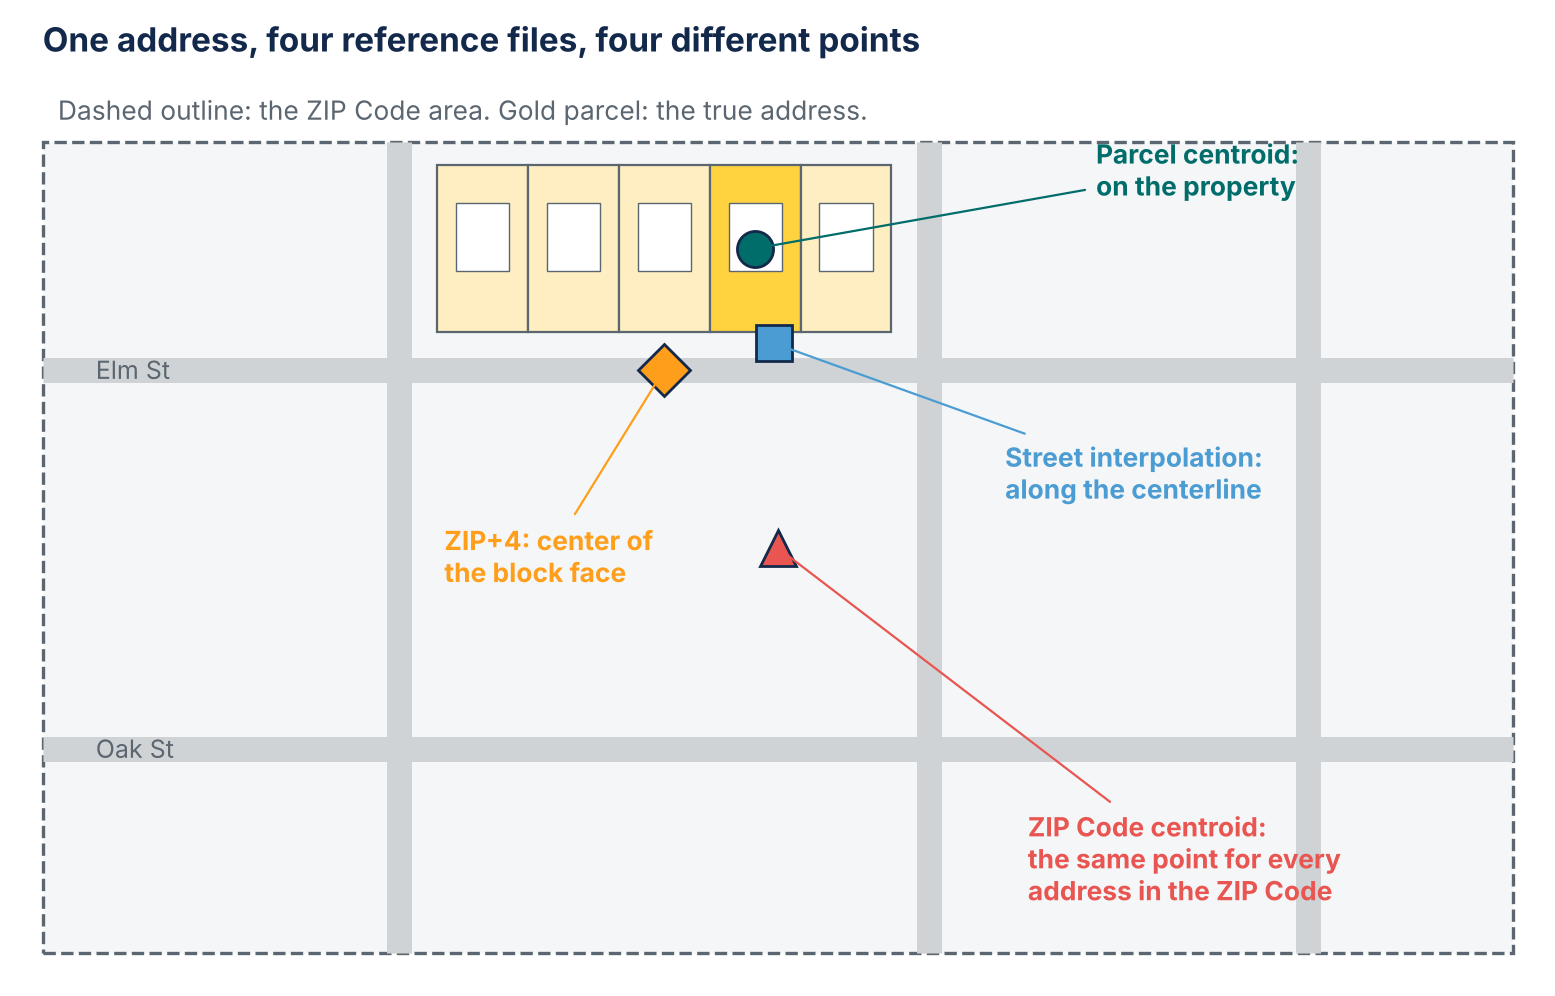 One address, four reference files, four different points
Dashed outline: the ZIP Code area. Gold parcel: the true address.
Parcel centroid:
on the property
Elm St
Street interpolation:
along the centerline
ZIP+4: center of
the block face
Oak St
ZIP Code centroid:
the same point for every
address in the ZIP Code